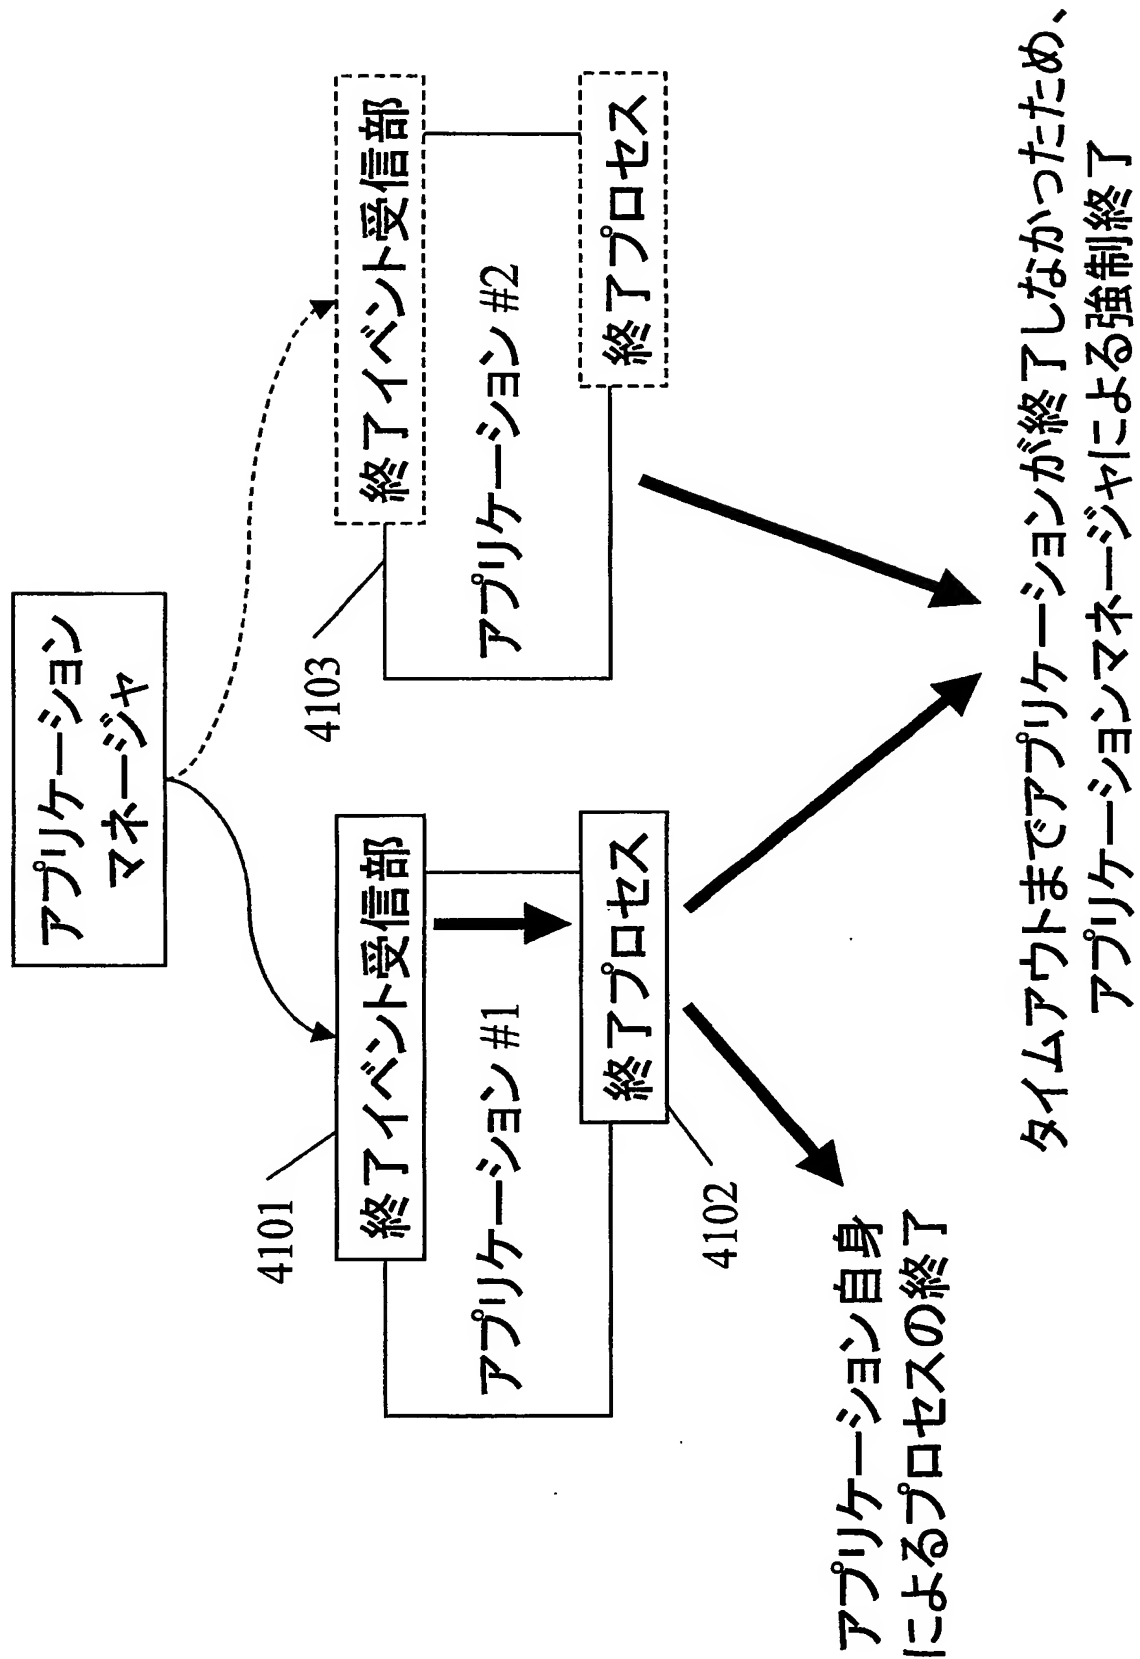 アプリケーション
マネージャ
4101
終了イベント受信部
アプリケーション #1
終了プロセス
4102
4103
終了イベント受信部
アプリケーション #2
終了プロセス
アプリケーション自身
によるプロセスの終了
タイムアウトまでアプリケーションが終了しなかったため、
アプリケーションマネージャによる強制終了